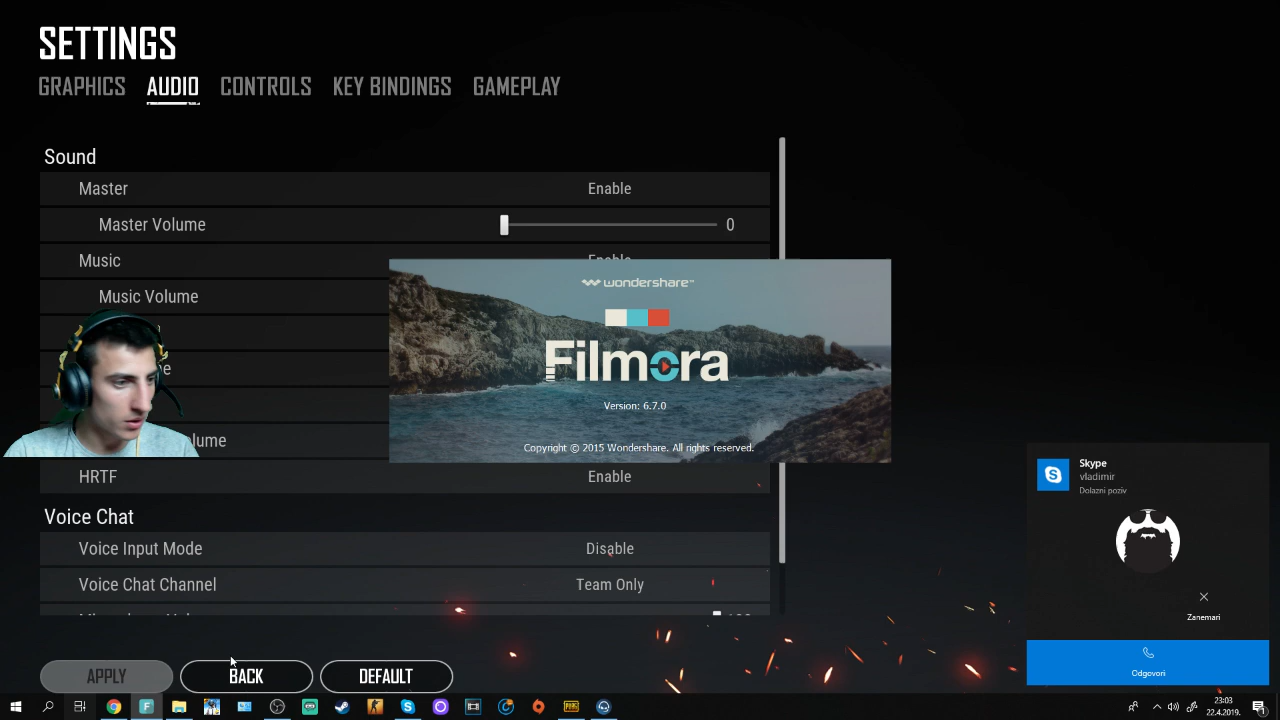 SETTINGS
GRAPHICS AUDIO CONTROLS KEY BINDINGS GAMEPLAY
Sound
Master Enable
Master Volume 0
Music Enable
Music Volume
HRTF Enable
Voice Chat
Voice Input Mode Disable
Voice Chat Channel Team Only
APPLY BACK DEFAULT
wondershare™
Filmora
Version: 6.7.0
Copyright © 2015 Wondershare. All rights reserved.
Skype
vladimir
Dolazni poziv
Zanemari
Odgovori
23:03
22.4.2019.